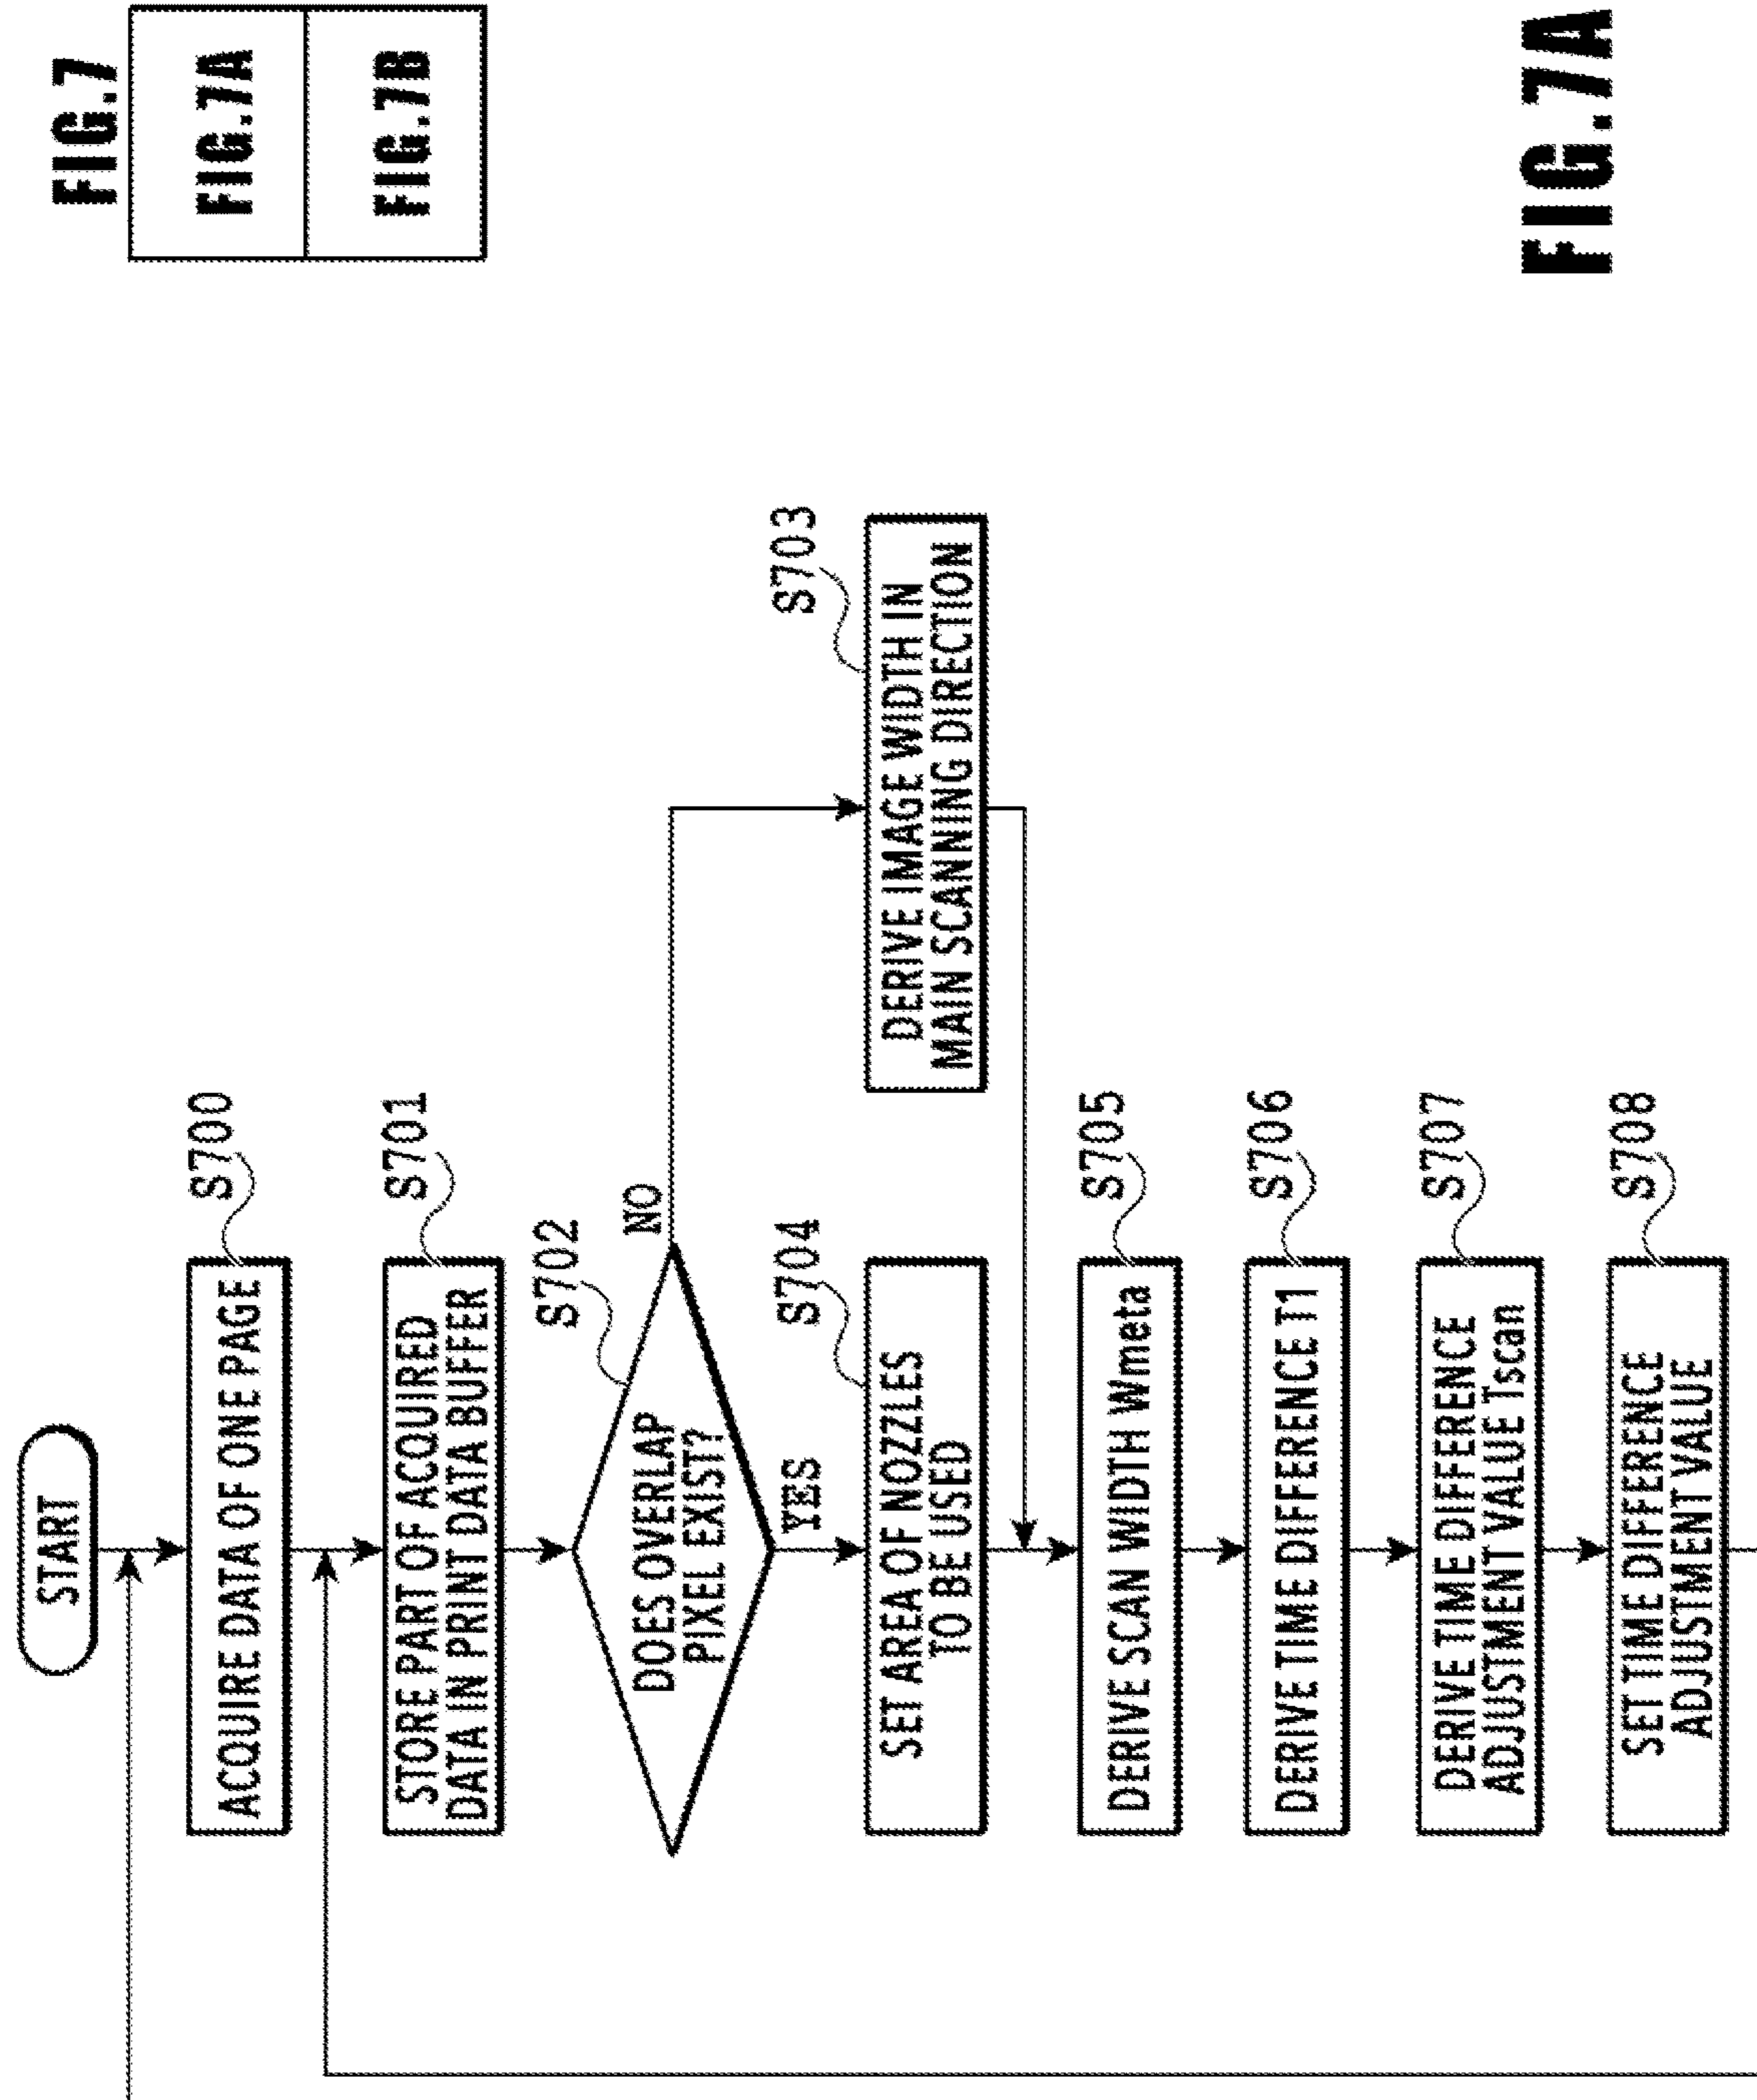 FIG.7
FIG.7A
FIG.7B
FIG.7A
START
S700
ACQUIRE DATA OF ONE PAGE
S701
STORE PART OF ACQUIRED
DATA IN PRINT DATA BUFFER
S702
DOES OVERLAP
PIXEL EXIST?
NO
YES
S703
DERIVE IMAGE WIDTH IN
MAIN SCANNING DIRECTION
S704
SET AREA OF NOZZLES
TO BE USED
S705
DERIVE SCAN WIDTH Wmeta
S706
DERIVE TIME DIFFERENCE T1
S707
DERIVE TIME DIFFERENCE
ADJUSTMENT VALUE Tscan
S708
SET TIME DIFFERENCE
ADJUSTMENT VALUE